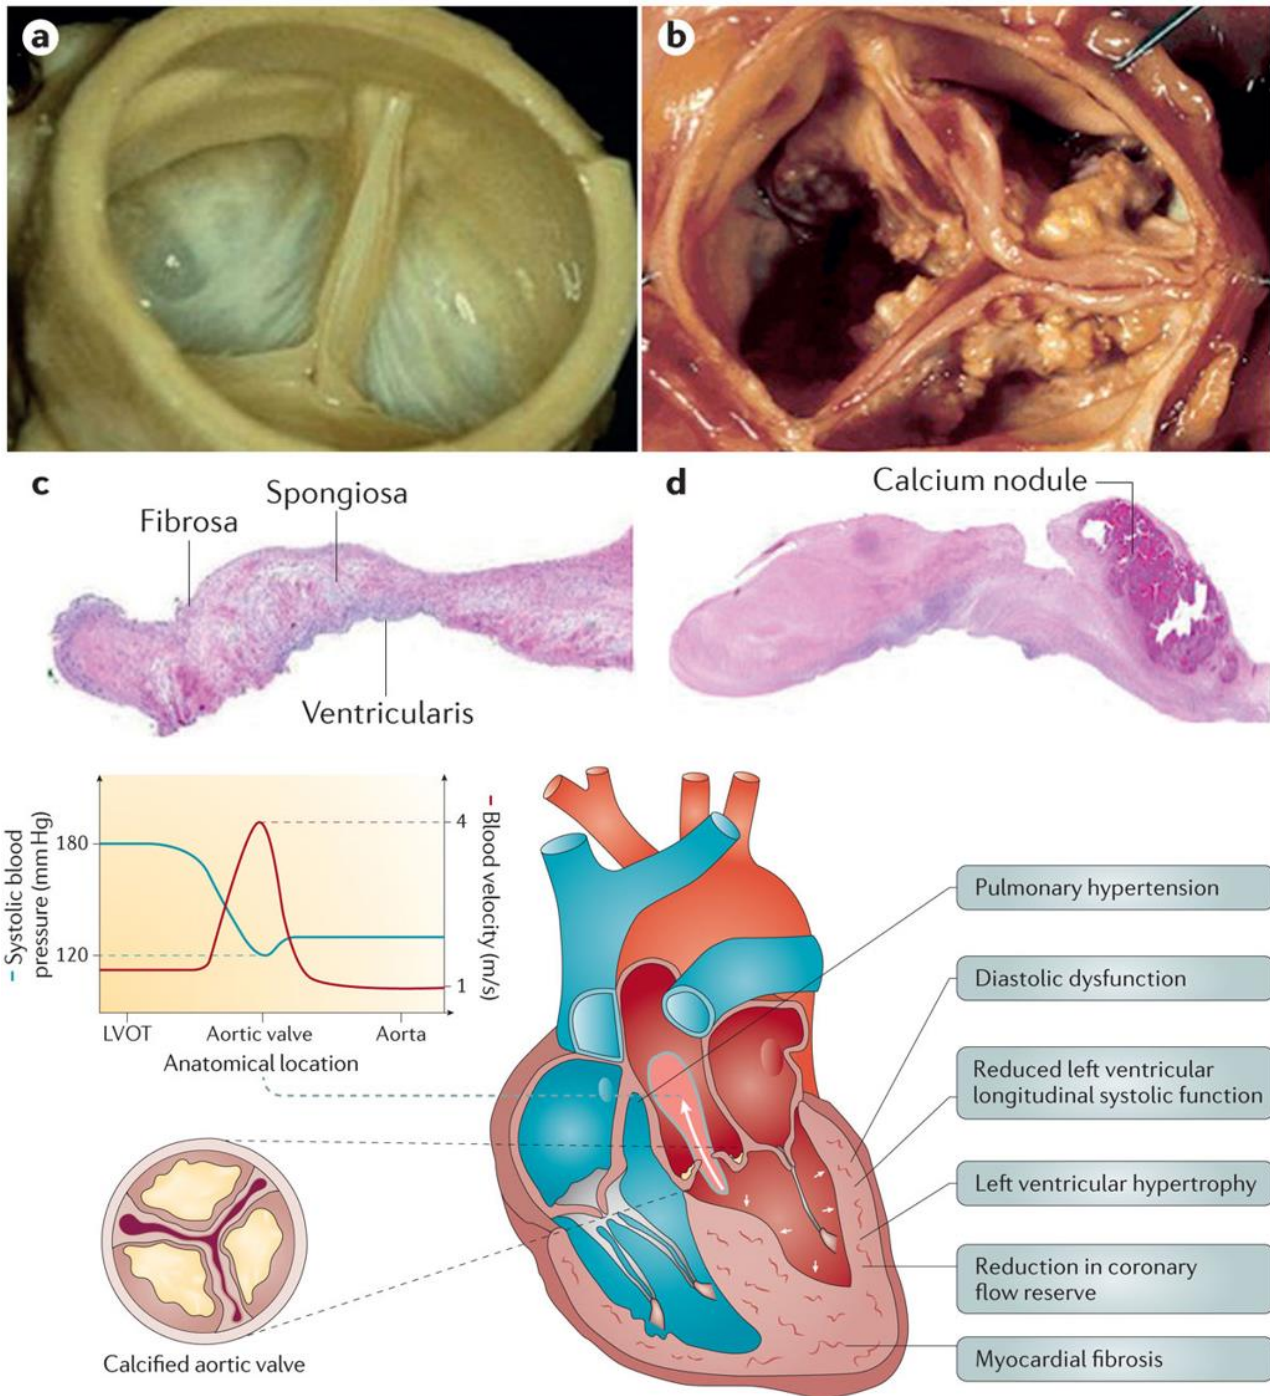 a
b
c
Spongiosa
Fibrosa
Ventricularis
d
Calcium nodule
Systolic blood
pressure (mm Hg)
180
120
4
1
Blood velocity (m/s)
LVOT
Aortic valve
Aorta
Anatomical location
Calcified aortic valve
Pulmonary hypertension
Diastolic dysfunction
Reduced left ventricular
longitudinal systolic function
Left ventricular hypertrophy
Reduction in coronary
flow reserve
Myocardial fibrosis